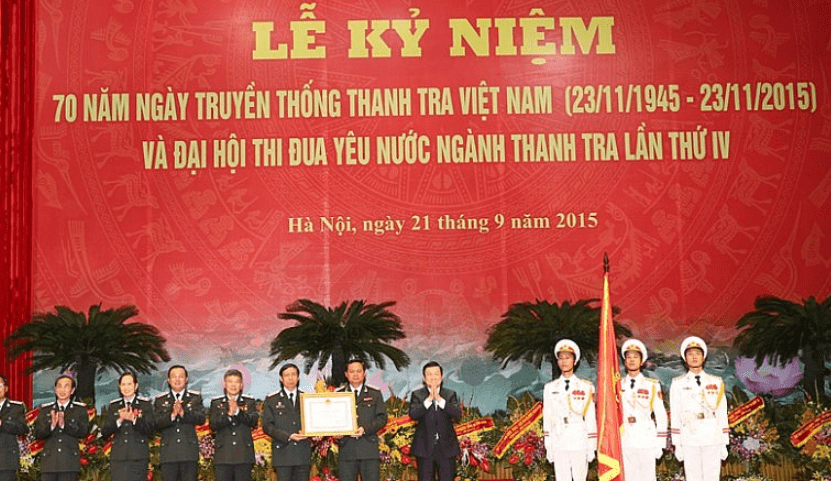 LỄ KỶ NIỆM
70 NĂM NGÀY TRUYỀN THỐNG THANH TRA VIỆT NAM (23/11/1945 - 23/11/2015)
VÀ ĐẠI HỘI THI ĐUA YÊU NƯỚC NGÀNH THANH TRA LẦN THỨ IV
Hà Nội, ngày 21 tháng 9 năm 2015